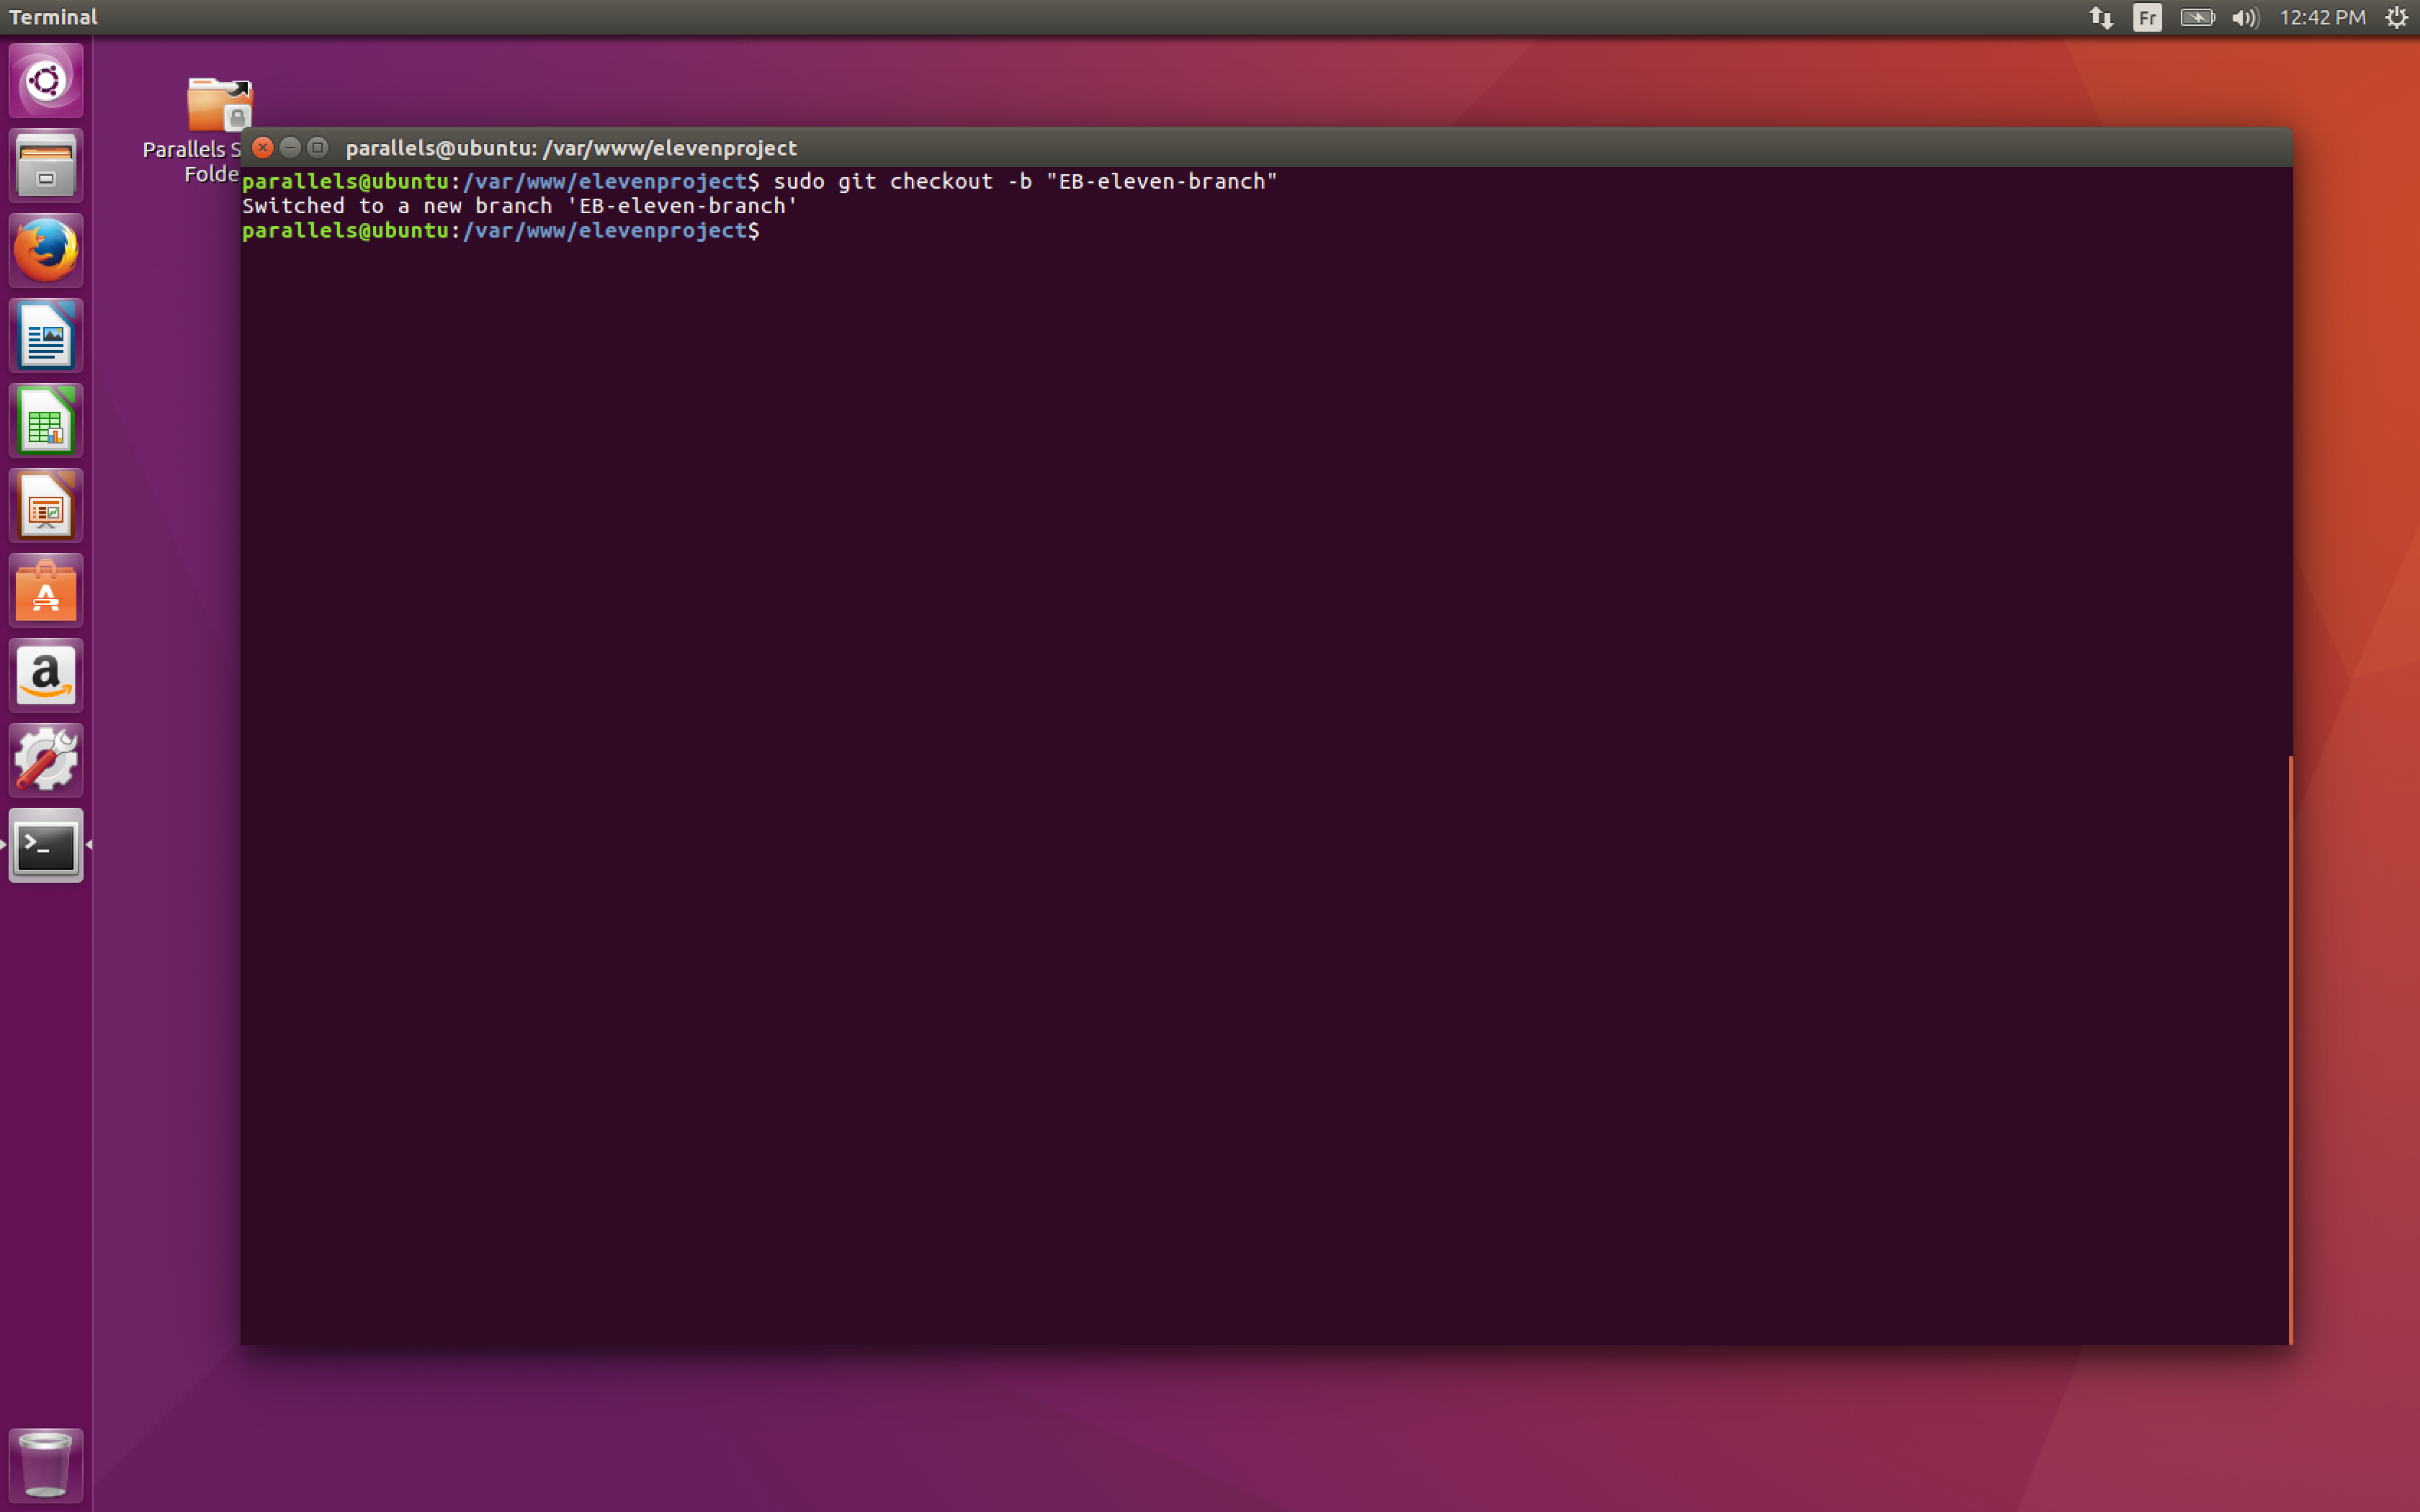 Terminal
Fr
12:42 PM
Parallels S
Folde
parallels@ubuntu: /var/www/elevenproject
parallels@ubuntu:/var/www/elevenproject$ sudo git checkout -b "EB-eleven-branch"
Switched to a new branch 'EB-eleven-branch'
parallels@ubuntu:/var/www/elevenproject$